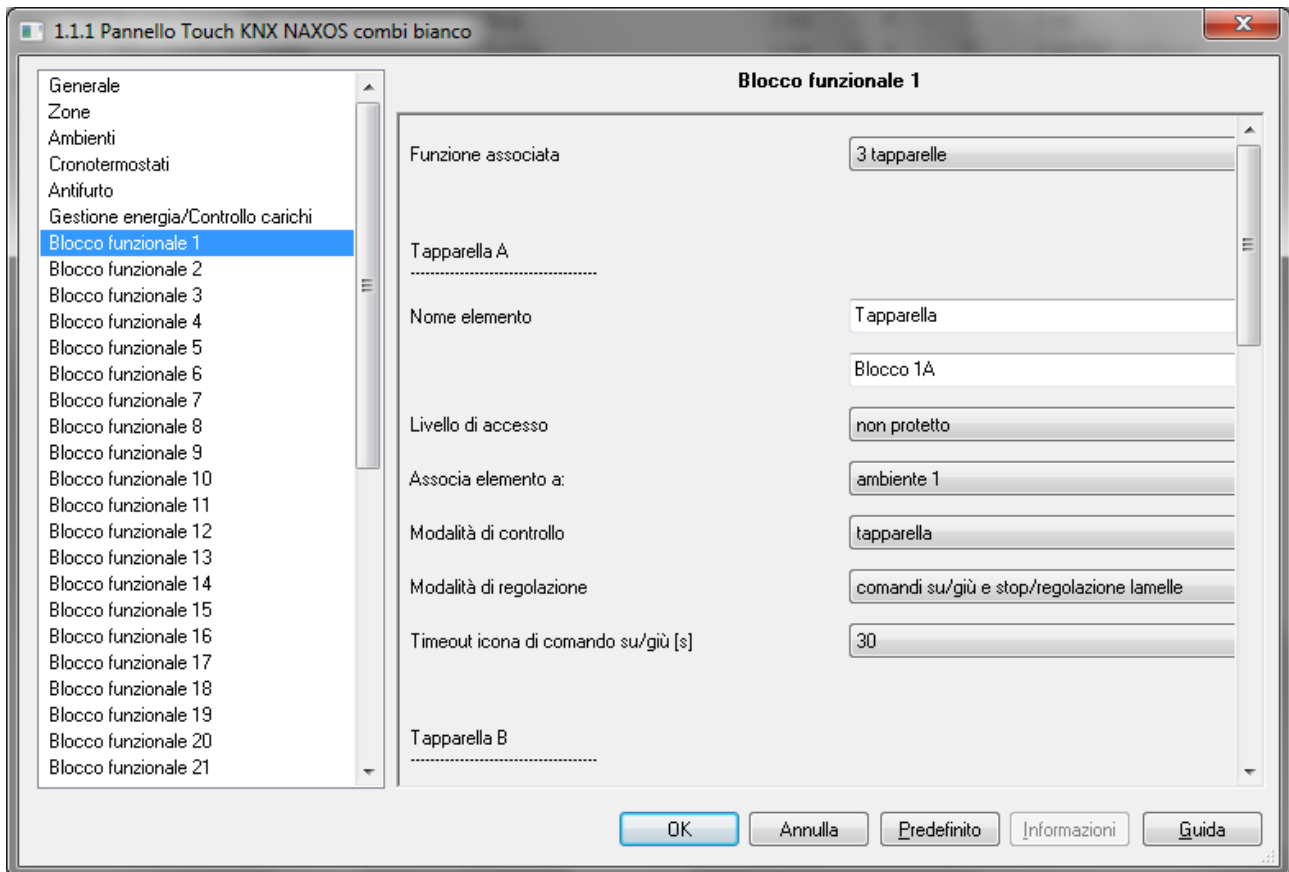 1.1.1 Pannello Touch KNX NAXOS combi bianco
Generale
Zone
Ambienti
Cronotermostati
Antifurto
Gestione energia/Controllo carichi
Blocco funzionale 1
Blocco funzionale 2
Blocco funzionale 3
Blocco funzionale 4
Blocco funzionale 5
Blocco funzionale 6
Blocco funzionale 7
Blocco funzionale 8
Blocco funzionale 9
Blocco funzionale 10
Blocco funzionale 11
Blocco funzionale 12
Blocco funzionale 13
Blocco funzionale 14
Blocco funzionale 15
Blocco funzionale 16
Blocco funzionale 17
Blocco funzionale 18
Blocco funzionale 19
Blocco funzionale 20
Blocco funzionale 21
Blocco funzionale 1
Funzione associata 3 tapparelle
Tapparella A
-------------------------------------
Nome elemento Tapparella
Blocco 1A
Livello di accesso non protetto
Associa elemento a: ambiente 1
Modalità di controllo tapparella
Modalità di regolazione comandi su/giù e stop/regolazione lamelle
Timeout icona di comando su/giù [s] 30
Tapparella B
-------------------------------------
OK Annulla Predefinito Informazioni Guida